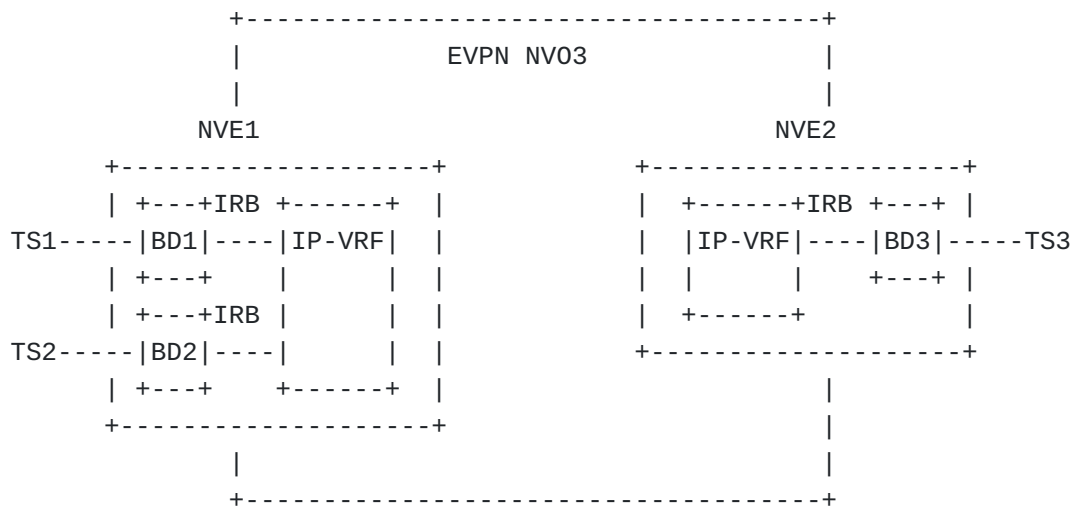 EVPN NVO3
NVE1 NVE2
IRB IRB
TS1 BD1 IP-VRF IP-VRF BD3 TS3
IRB
TS2 BD2